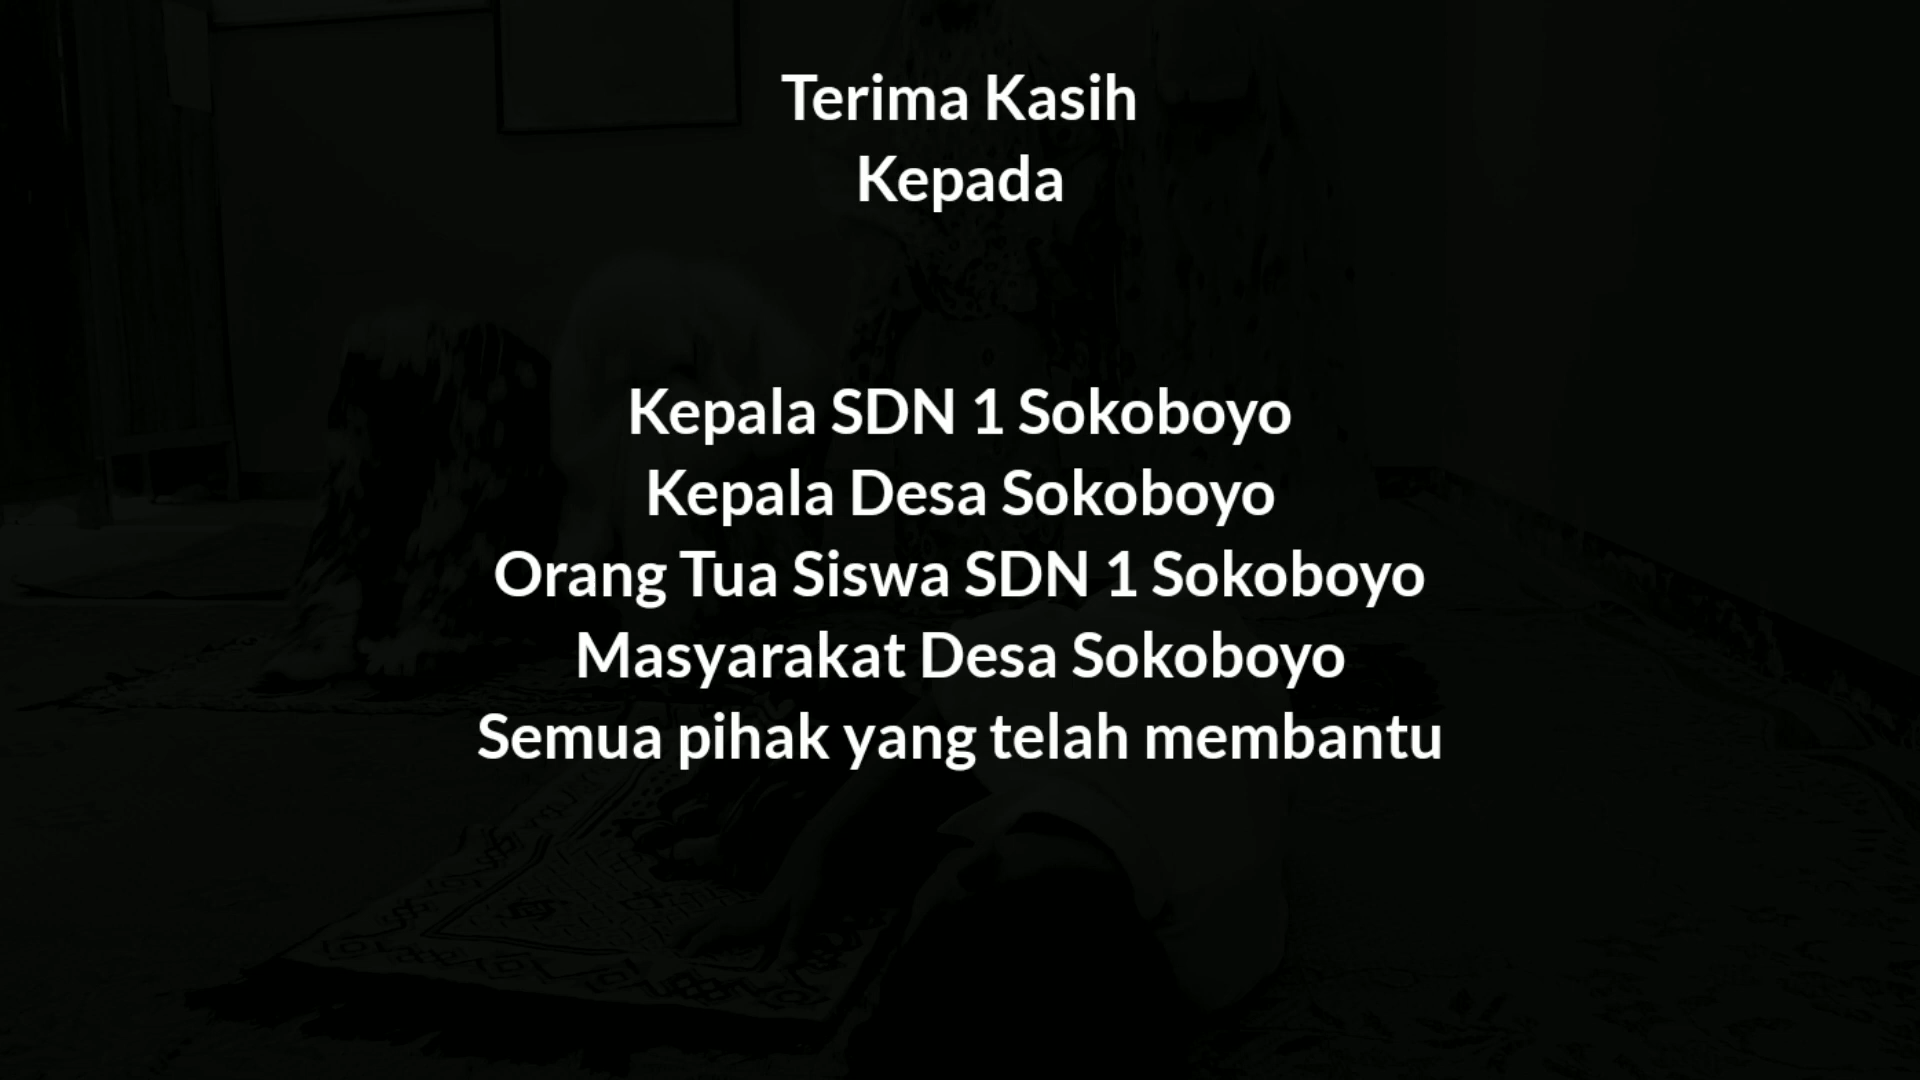 Terima Kasih
Kepada
Kepala SDN 1 Sokoboyo
Kepala Desa Sokoboyo
Orang Tua Siswa SDN 1 Sokoboyo
Masyarakat Desa Sokoboyo
Semua pihak yang telah membantu